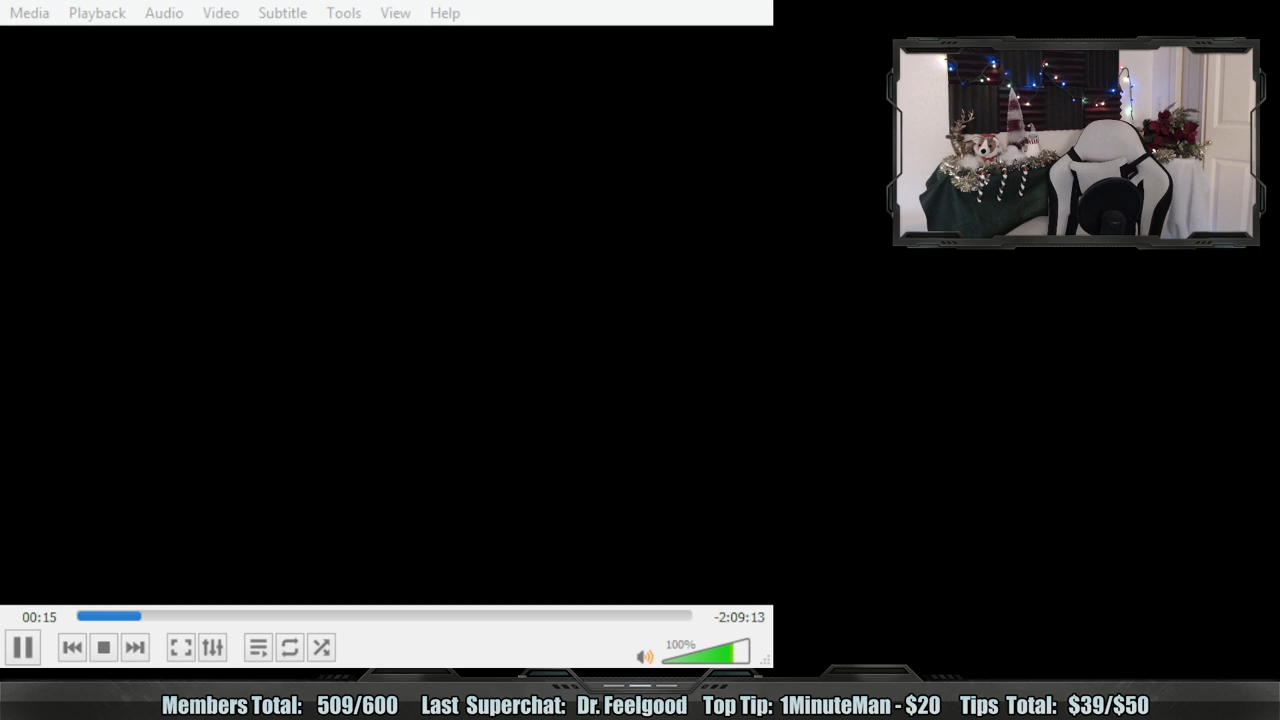 Media Playback Audio Video Subtitle Tools View Help
00:15 -2:09:13
100%
Members Total: 509/600 Last Superchat: Dr. Feelgood Top Tip: 1MinuteMan - $20 Tips Total: $39/$50